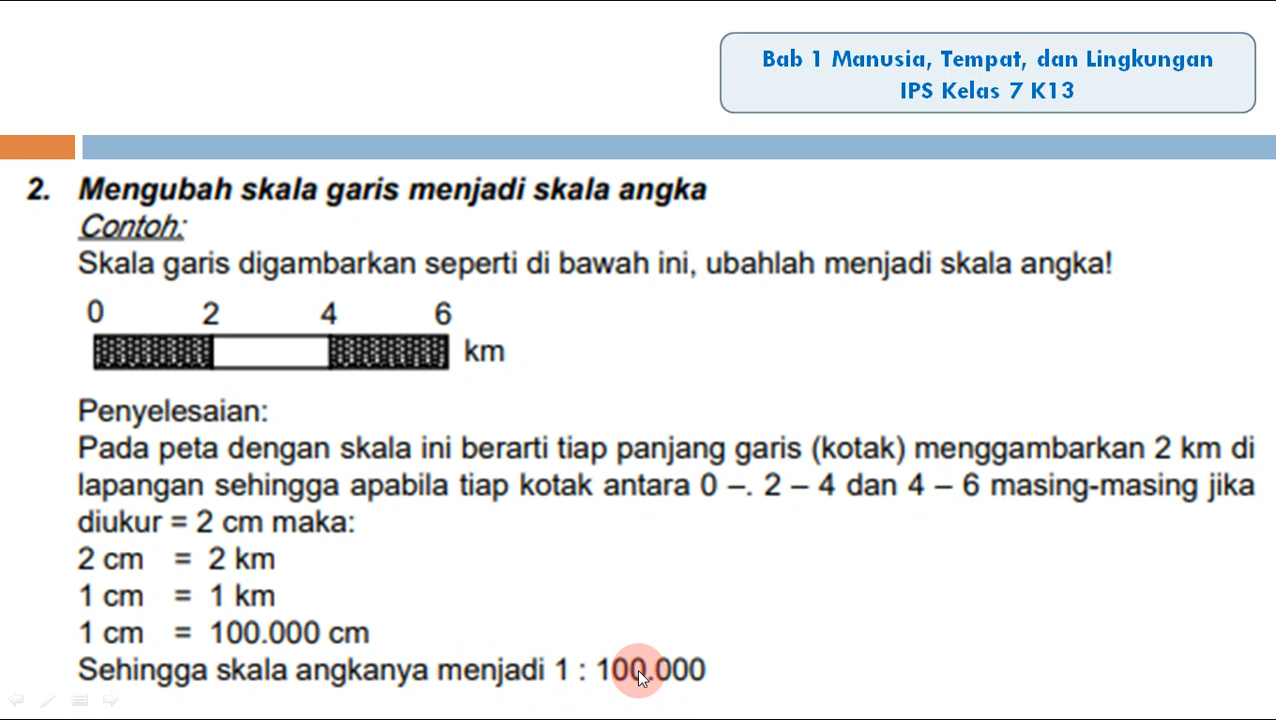 Bab 1 Manusia, Tempat, dan Lingkungan
IPS Kelas 7 K13
2. Mengubah skala garis menjadi skala angka
Contoh:
Skala garis digambarkan seperti di bawah ini, ubahlah menjadi skala angka!
0 2 4 6
km
Penyelesaian:
Pada peta dengan skala ini berarti tiap panjang garis (kotak) menggambarkan 2 km di
lapangan sehingga apabila tiap kotak antara 0 –. 2 – 4 dan 4 – 6 masing-masing jika
diukur = 2 cm maka:
2 cm = 2 km
1 cm = 1 km
1 cm = 100.000 cm
Sehingga skala angkanya menjadi 1 : 100.000